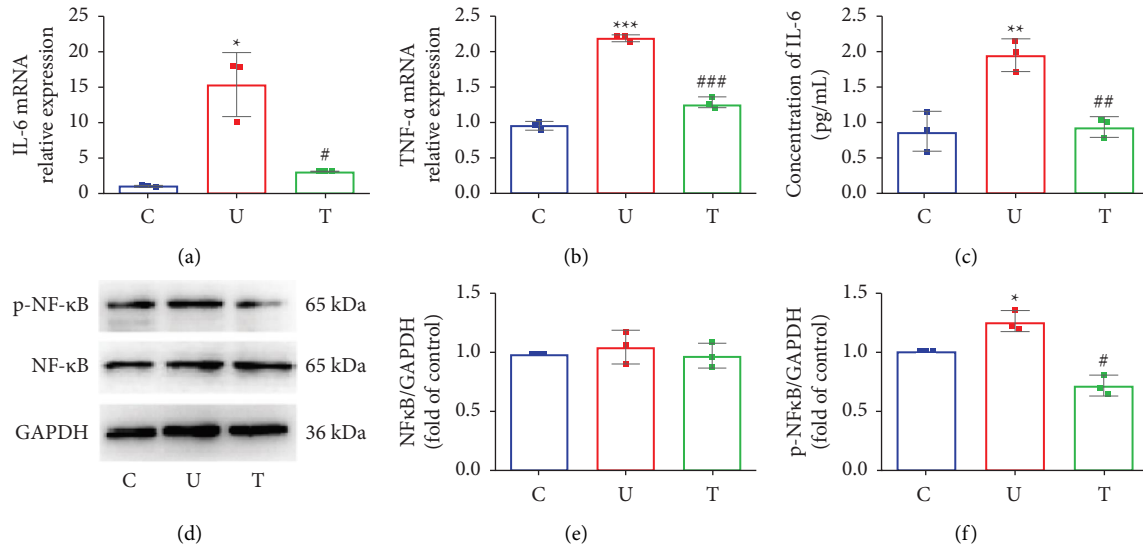 IL-6 mRNA
relative expression
25
20
15
10
5
0
*
#
C U T
(a)
TNF-α mRNA
relative expression
2.5
2.0
1.5
1.0
0.5
0.0
***
###
C U T
(b)
Concentration of IL-6
(pg/mL)
2.5
2.0
1.5
1.0
0.5
0.0
**
##
C U T
(c)
p-NF-κB 65 kDa
NF-κB 65 kDa
GAPDH 36 kDa
C U T
(d)
NFκB/GAPDH
(fold of control)
1.5
1.0
0.5
0.0
C U T
(e)
p-NFκB/GAPDH
(fold of control)
1.5
1.0
0.5
0.0
*
#
C U T
(f)